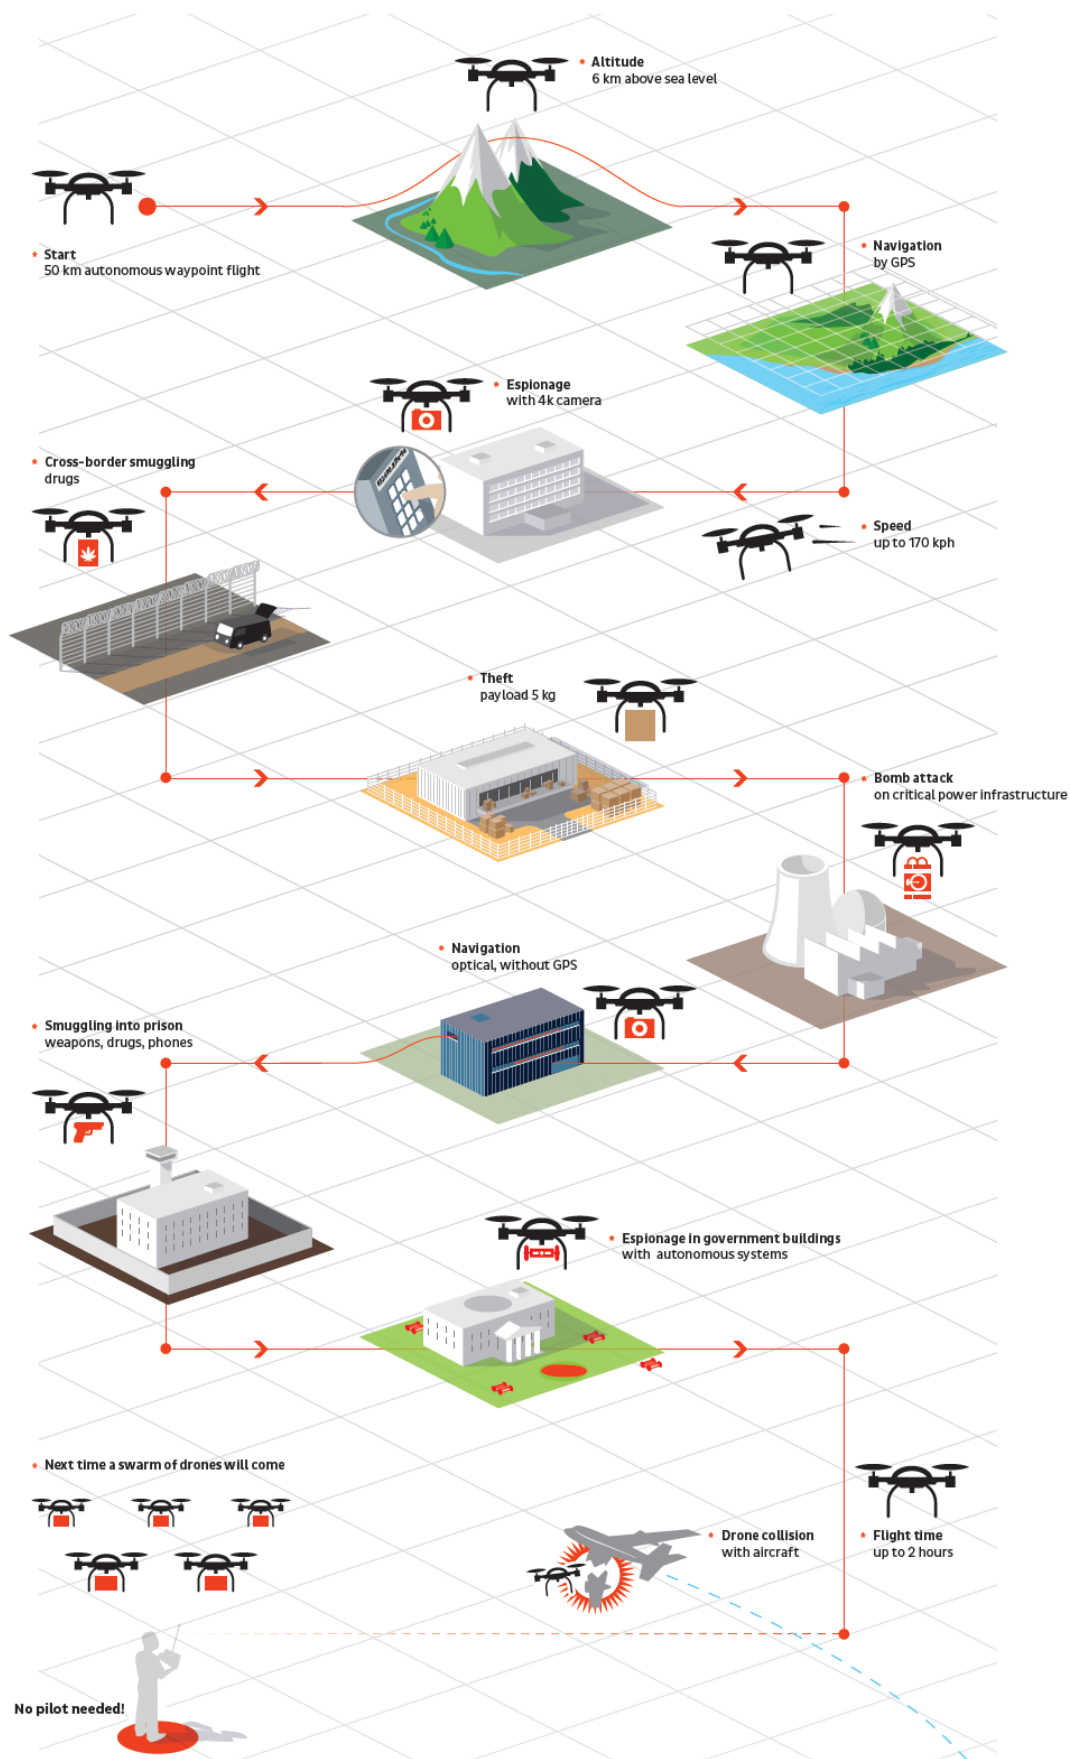 * Altitude
6 km above sea level
* Start
50 km autonomous waypoint flight
* Navigation
by GPS
* Espionage
with 4k camera
* Cross-border smuggling
drugs
* Speed
up to 170 kph
* Theft
payload 5 kg
* Bomb attack
on critical power infrastructure
* Navigation
optical, without GPS
* Smuggling into prison
weapons, drugs, phones
* Espionage in government buildings
with autonomous systems
* Next time a swarm of drones will come
* Drone collision
with aircraft
* Flight time
up to 2 hours
No pilot needed!